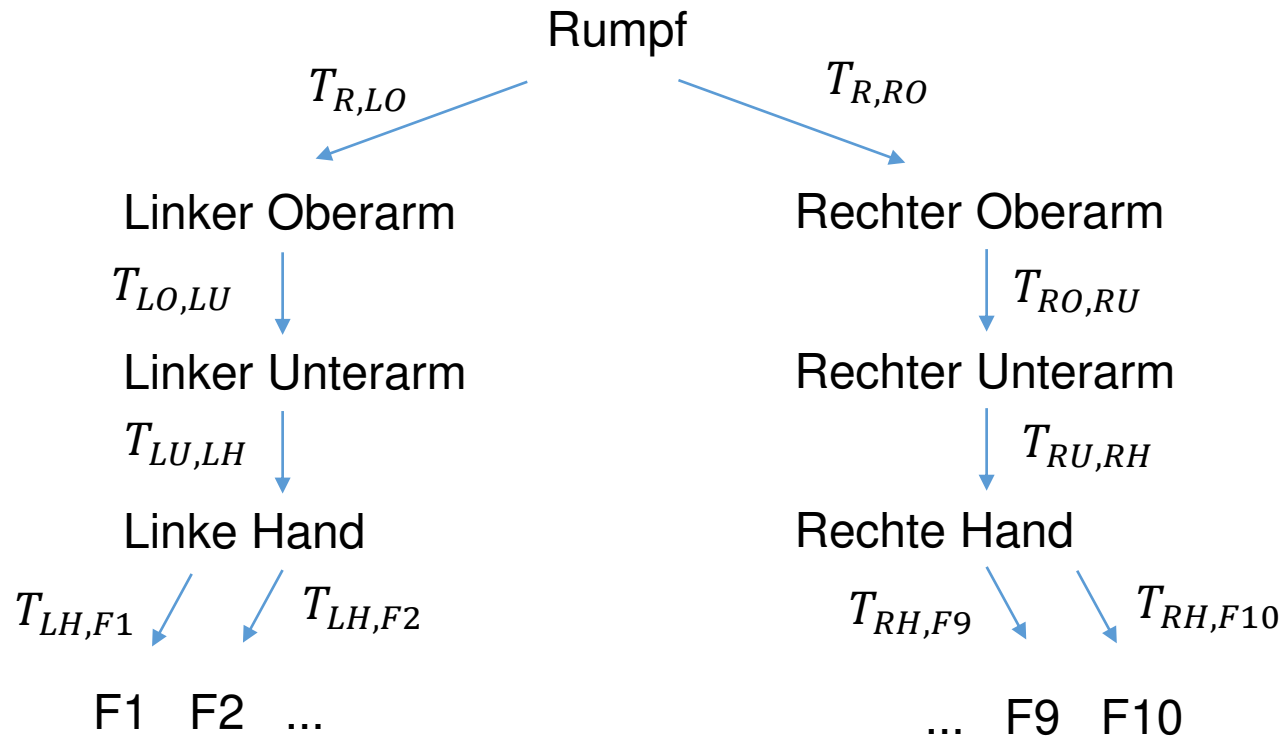 Rumpf
T_{R,LO}
T_{R,RO}
Linker Oberarm
Rechter Oberarm
T_{LO,LU}
T_{RO,RU}
Linker Unterarm
Rechter Unterarm
T_{LU,LH}
T_{RU,RH}
Linke Hand
Rechte Hand
T_{LH,F1}
T_{LH,F2}
T_{RH,F9}
T_{RH,F10}
F1 F2 ...
... F9 F10